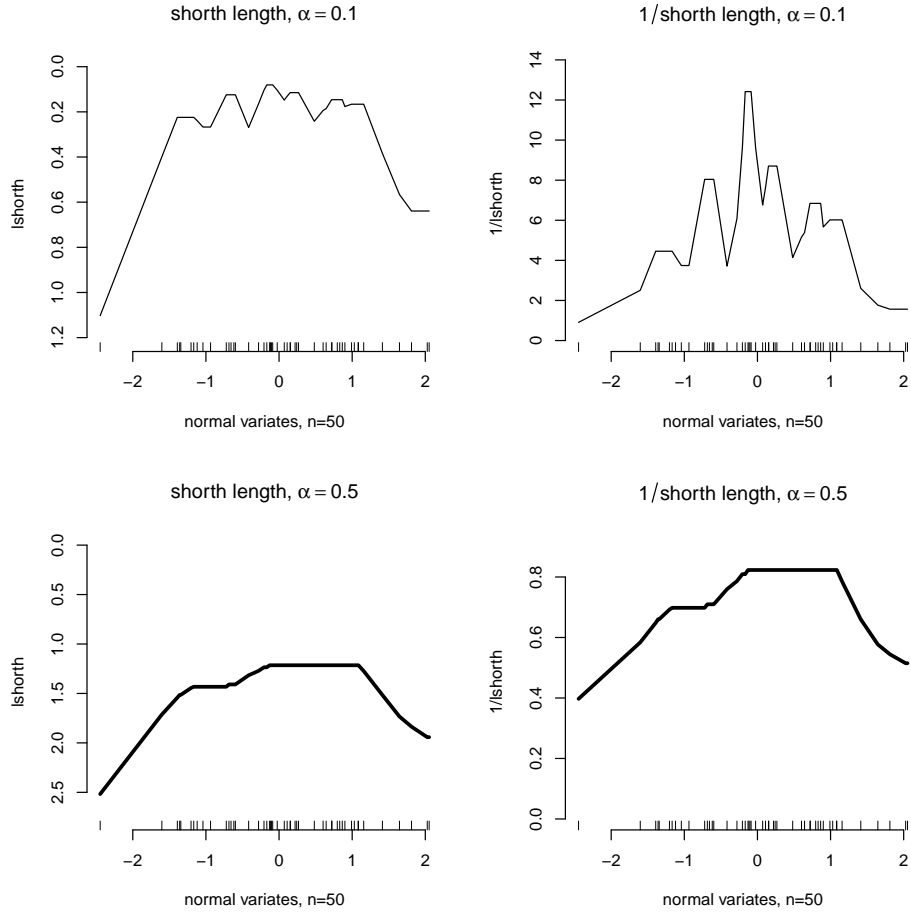 shorth length, α = 0.1
lshorth
0.0
0.2
0.4
0.6
0.8
1.0
1.2
−2 −1 0 1 2
normal variates, n=50
1/shorth length, α = 0.1
1/lshorth
14
12
10
8
6
4
2
0
−2 −1 0 1 2
normal variates, n=50
shorth length, α = 0.5
lshorth
0.0
0.5
1.0
1.5
2.0
2.5
−2 −1 0 1 2
normal variates, n=50
1/shorth length, α = 0.5
1/lshorth
0.8
0.6
0.4
0.2
0.0
−2 −1 0 1 2
normal variates, n=50